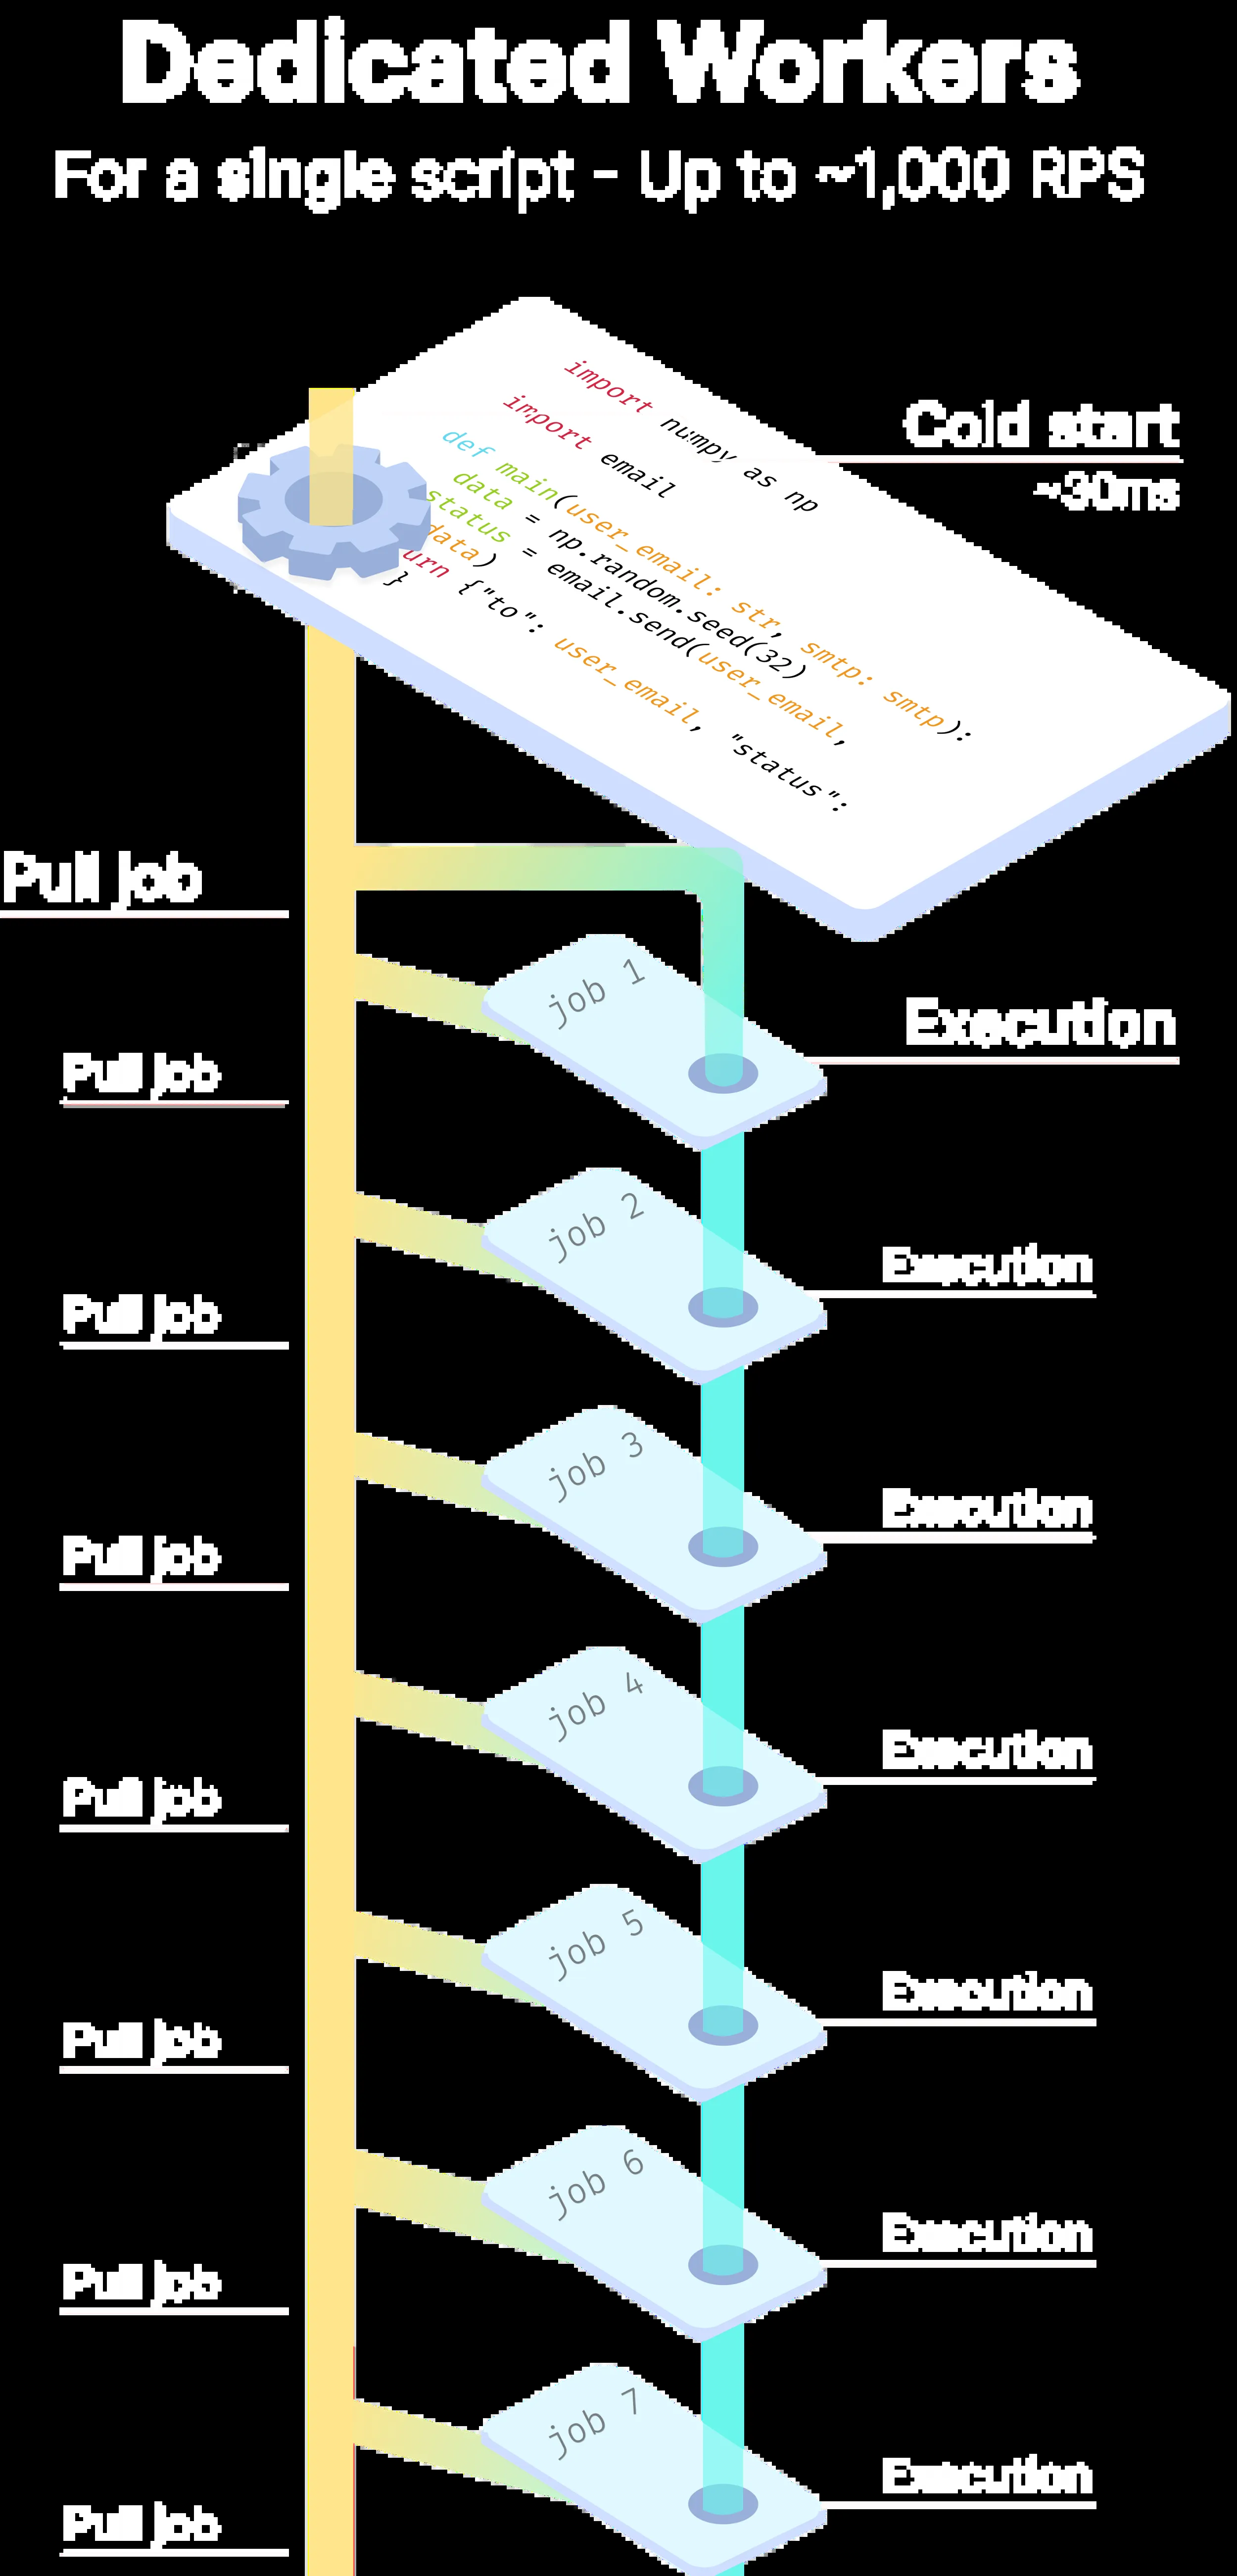 Dedicated Workers
For a single script - Up to ~1,000 RPS
import numpy as np
import email
def main(user_email: str, smtp: smtp):
data = np.random.seed(32)
status = email.send(user_email,
data)
urn {"to": user_email, "status":
}
Cold start
~30ms
Pull job
job 1
Execution
Pull job
job 2
Execution
Pull job
job 3
Execution
Pull job
job 4
Execution
Pull job
job 5
Execution
Pull job
job 6
Execution
Pull job
job 7
Execution
Pull job